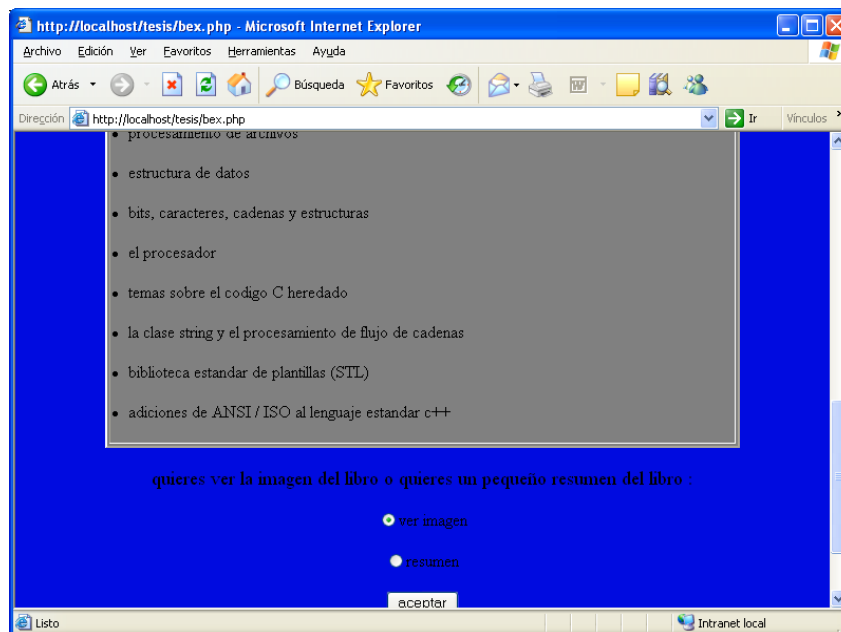 http://localhost/tesis/bex.php - Microsoft Internet Explorer
Archivo Edición Ver Favoritos Herramientas Ayuda
Atrás Búsqueda Favoritos
Dirección http://localhost/tesis/bex.php Ir Vínculos
procesamiento de archivos
estructura de datos
bits, caracteres, cadenas y estructuras
el procesador
temas sobre el codigo C heredado
la clase string y el procesamiento de flujo de cadenas
biblioteca estandar de plantillas (STL)
adiciones de ANSI / ISO al lenguaje estandar c++
quieres ver la imagen del libro o quieres un pequeño resumen del libro :
ver imagen
resumen
aceptar
Listo Intranet local